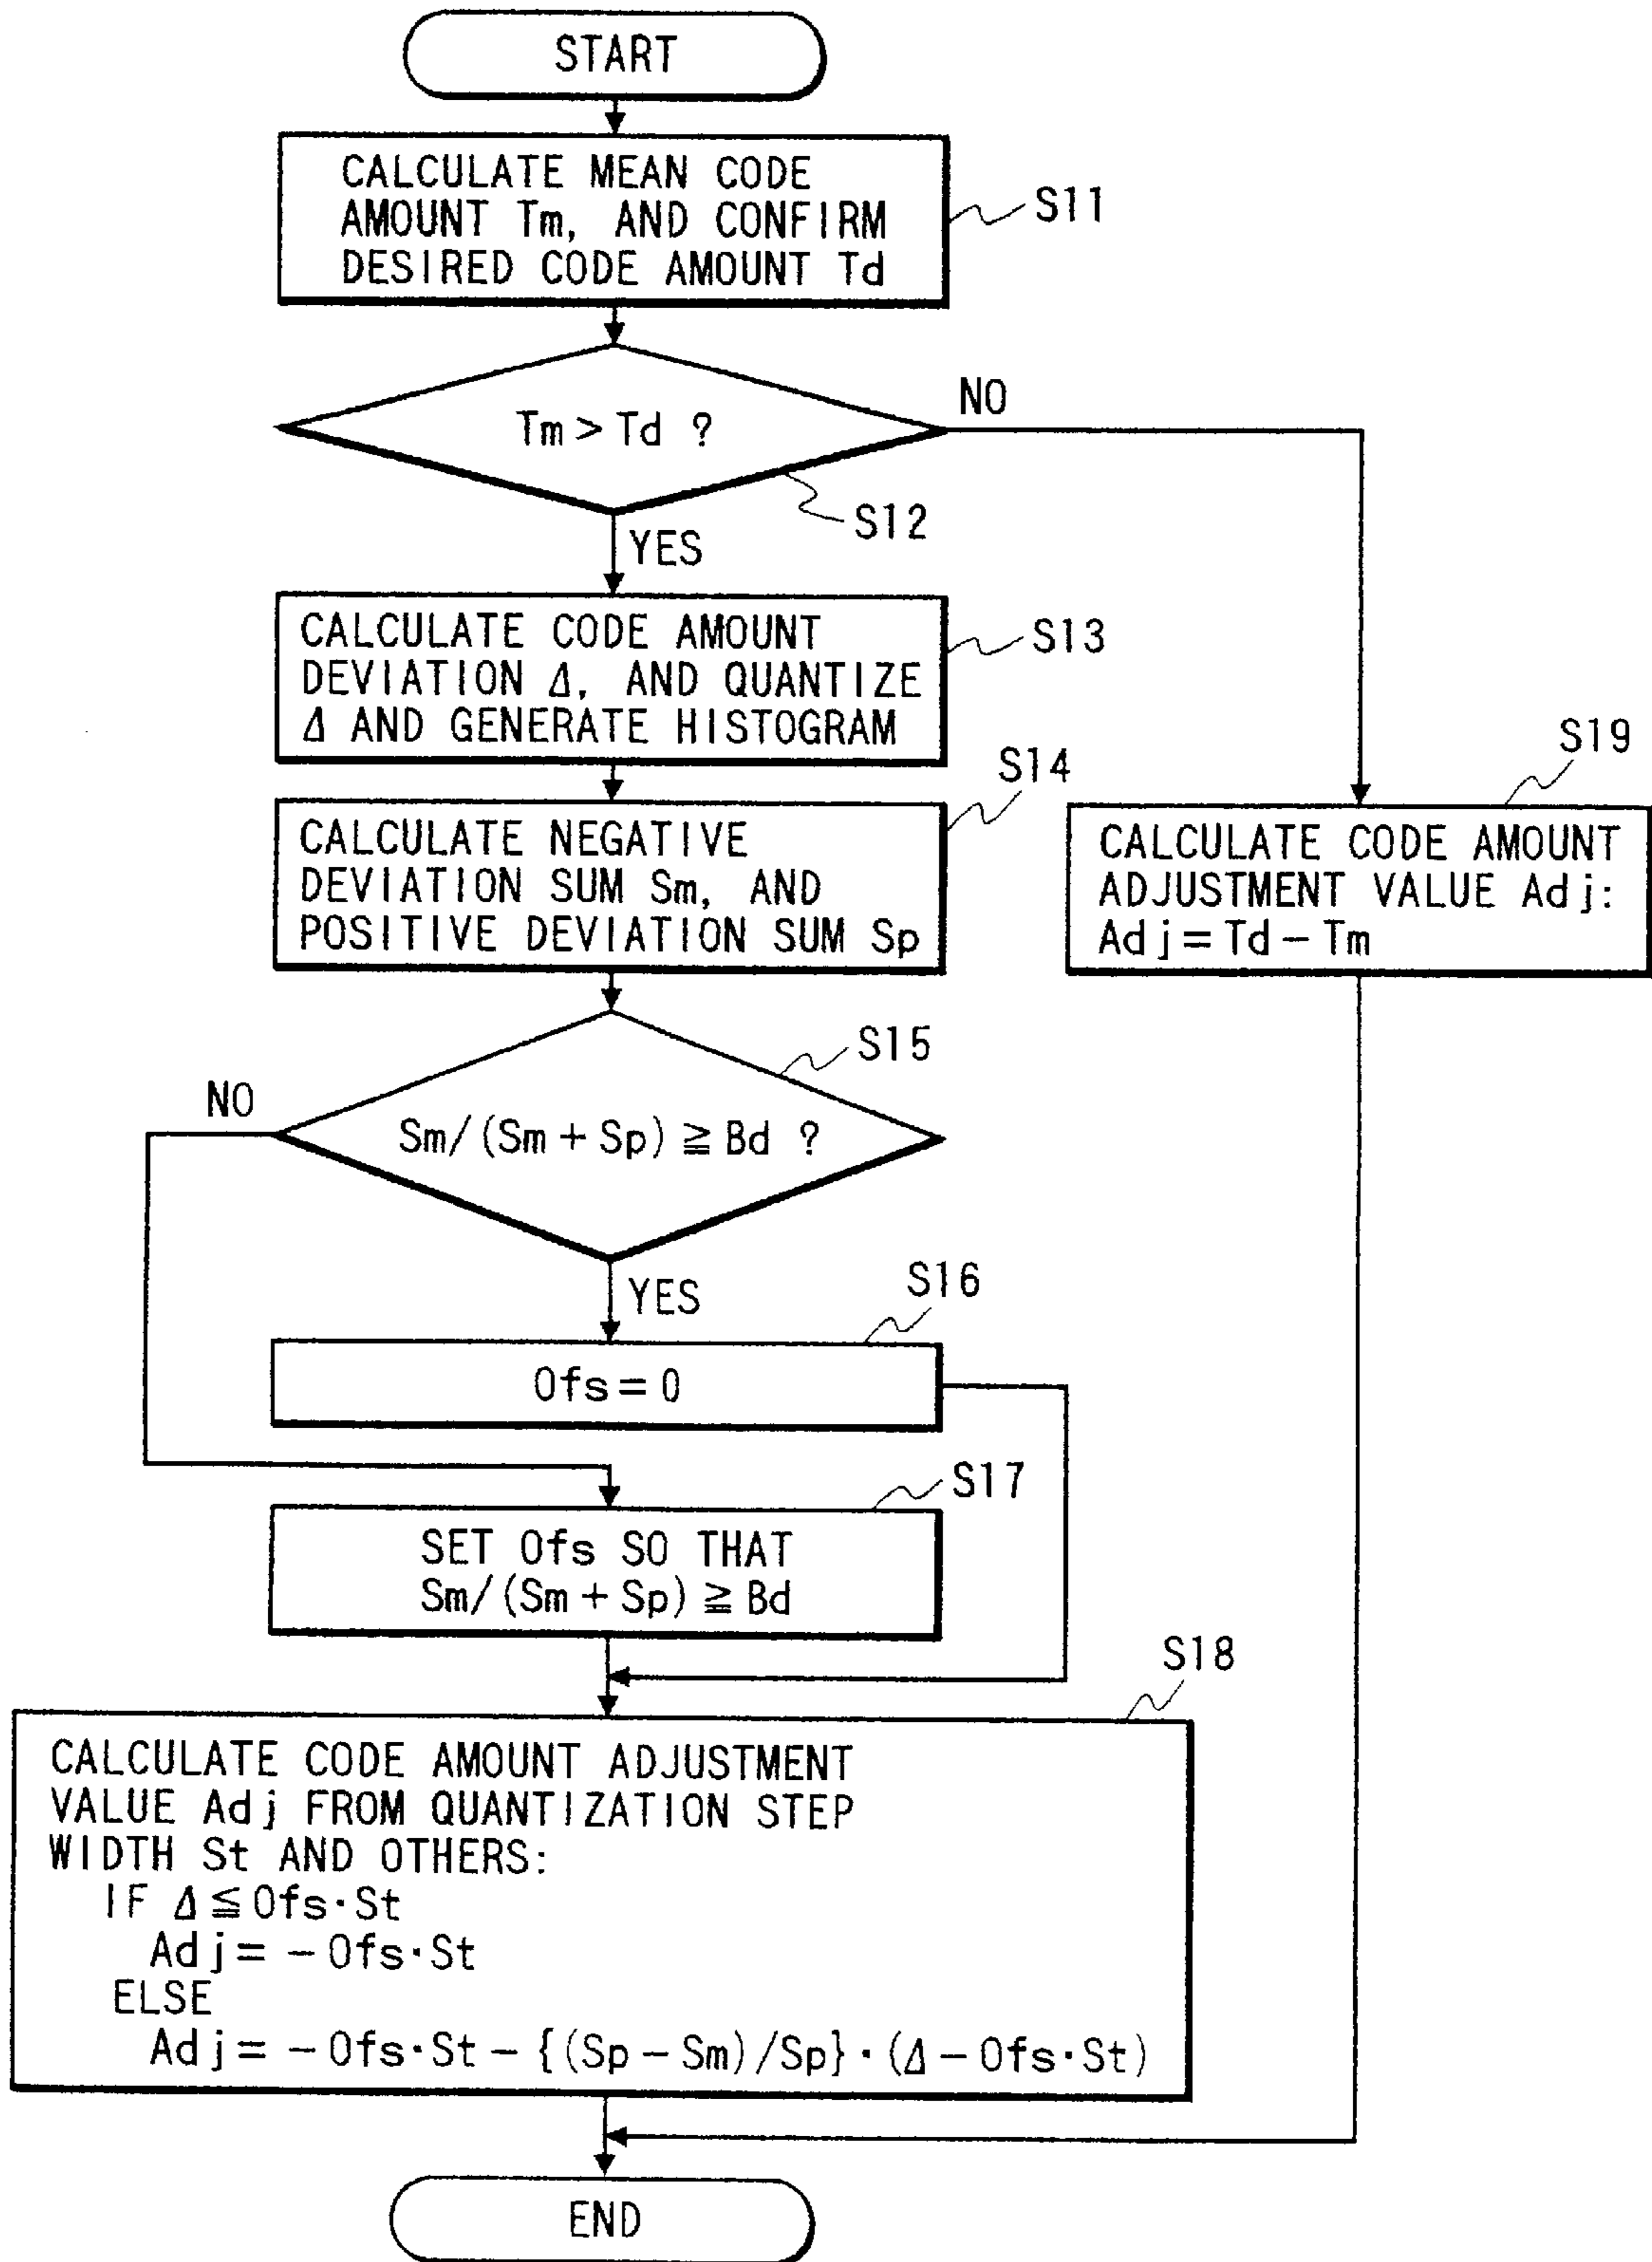 START
CALCULATE MEAN CODE
AMOUNT Tm, AND CONFIRM
DESIRED CODE AMOUNT Td
S11
Tm > Td ?
NO
S12
YES
CALCULATE CODE AMOUNT
DEVIATION Δ, AND QUANTIZE
Δ AND GENERATE HISTOGRAM
S13
S14
CALCULATE NEGATIVE
DEVIATION SUM Sm, AND
POSITIVE DEVIATION SUM Sp
S19
CALCULATE CODE AMOUNT
ADJUSTMENT VALUE Adj:
Adj = Td − Tm
S15
NO
Sm/(Sm + Sp) ≧ Bd ?
YES
S16
Ofs = 0
S17
SET Ofs SO THAT
Sm/(Sm + Sp) ≧ Bd
S18
CALCULATE CODE AMOUNT ADJUSTMENT
VALUE Adj FROM QUANTIZATION STEP
WIDTH St AND OTHERS:
IF Δ ≦ Ofs·St
Adj = − Ofs·St
ELSE
Adj = − Ofs·St − {(Sp − Sm)/Sp}·(Δ − Ofs·St)
END